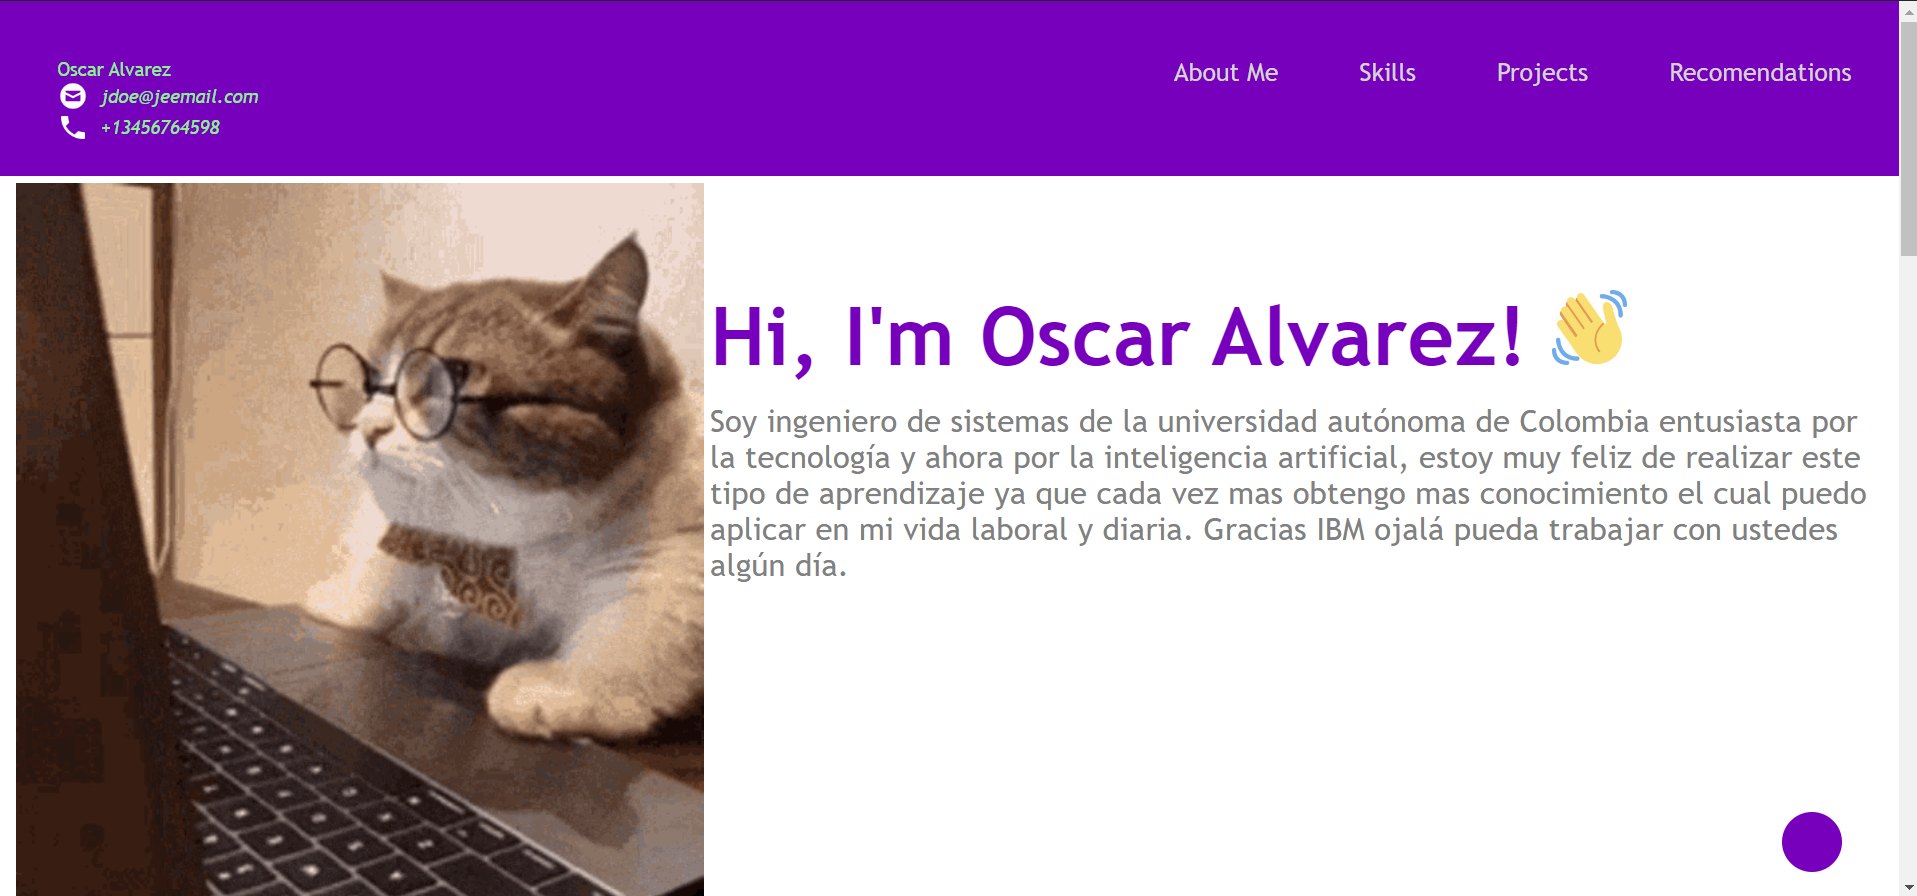 Oscar Alvarez
jdoe@jeemail.com
+13456764598
About Me Skills Projects Recomendations
Hi, I'm Oscar Alvarez! 👋
Soy ingeniero de sistemas de la universidad autónoma de Colombia entusiasta por
la tecnología y ahora por la inteligencia artificial, estoy muy feliz de realizar este
tipo de aprendizaje ya que cada vez mas obtengo mas conocimiento el cual puedo
aplicar en mi vida laboral y diaria. Gracias IBM ojalá pueda trabajar con ustedes
algún día.